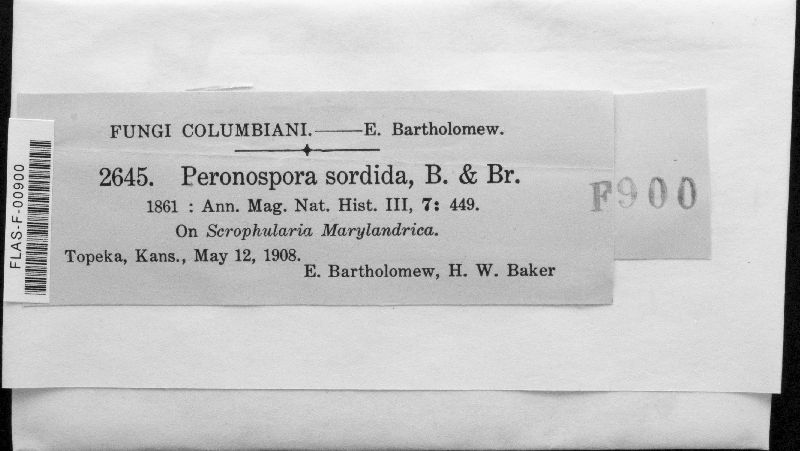 FUNGI COLUMBIANI.——E. Bartholomew.
2645. Peronospora sordida, B. & Br.
1861 : Ann. Mag. Nat. Hist. III, 7: 449.
On Scrophularia Marylandrica.
Topeka, Kans., May 12, 1908.
E. Bartholomew, H. W. Baker
F900
FLAS-F-00900